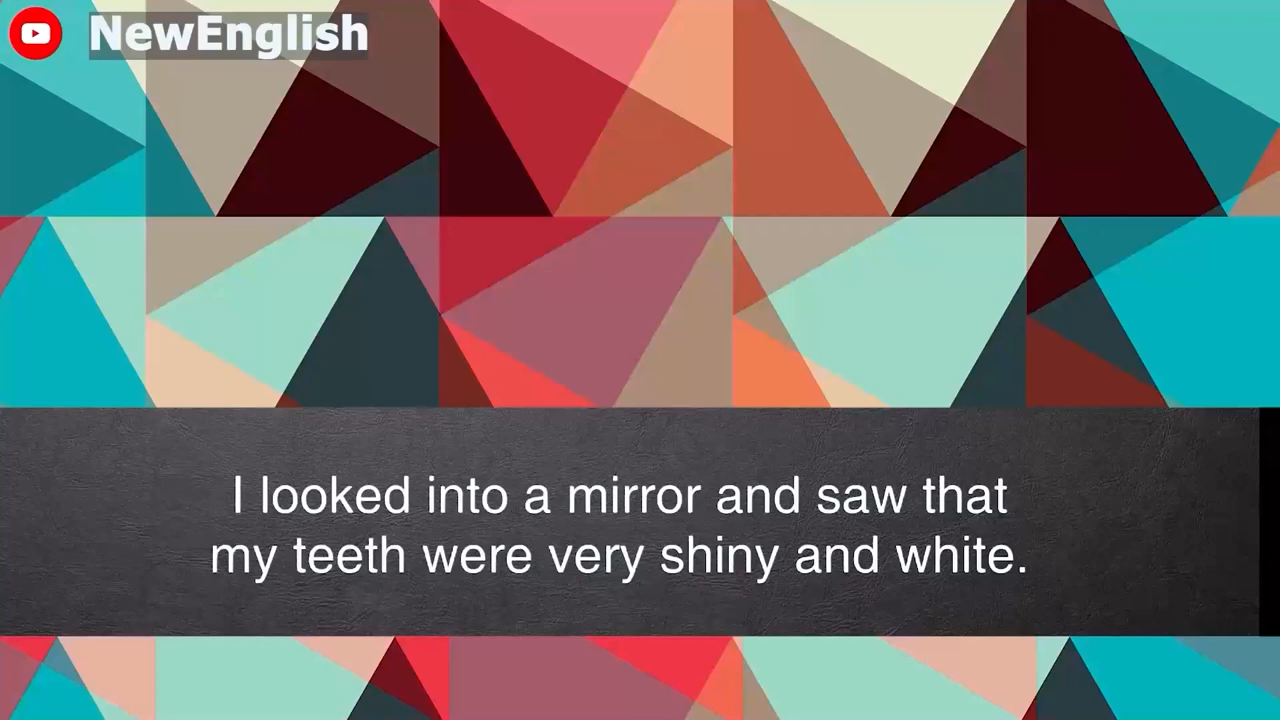 NewEnglish
I looked into a mirror and saw that
my teeth were very shiny and white.